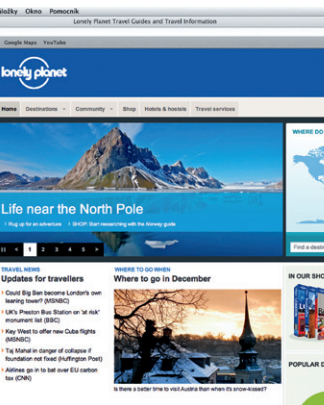 Okno Pomocník
Lonely Planet Travel Guides and Travel Information
Google Maps YouTube
lonely planet
Home Destinations Community Shop Hotels & hostels Travel services
WHERE DO
Life near the North Pole
Rug up for an adventure SHOP: Start researching with the Norway guide
1 2 3 4 5
Find a desti
TRAVEL NEWS
Updates for travellers
Could Big Ben become London's own
leaning tower? (MSNBC)
UK's Preston Bus Station on 'at risk'
monument list (BBC)
Key West to offer new Cuba flights
(MSNBC)
Taj Mahal in danger of collapse if
foundation not fixed (Huffington Post)
Airlines go in to bat over EU carbon
tax (CNN)
WHERE TO GO WHEN
Where to go in December
Is there a better time to visit Austria than when it's snow-kissed?
IN OUR SHO
POPULAR D